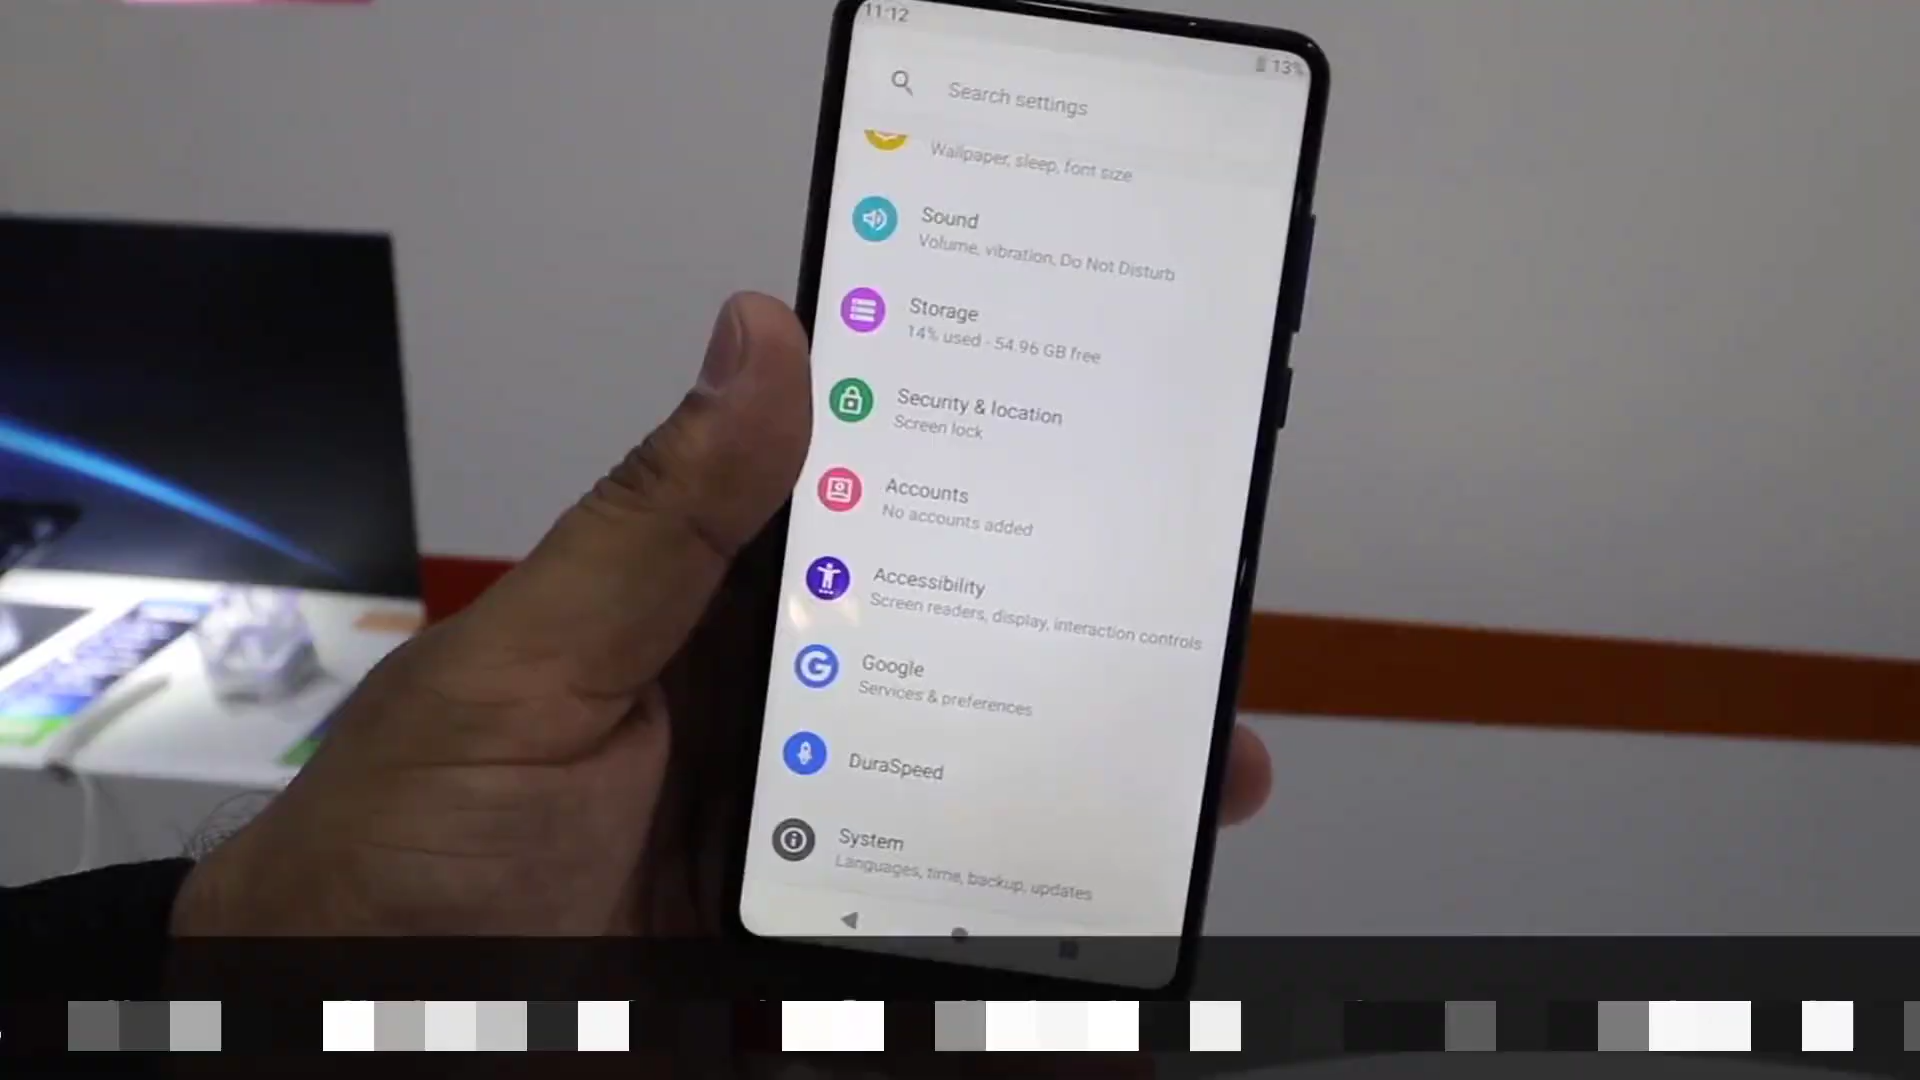 11:12
13%
Search settings
Wallpaper, sleep, font size
Sound
Volume, vibration, Do Not Disturb
Storage
14% used - 54.96 GB free
Security & location
Screen lock
Accounts
No accounts added
Accessibility
Screen readers, display, interaction controls
Google
Services & preferences
DuraSpeed
System
Languages, time, backup, updates